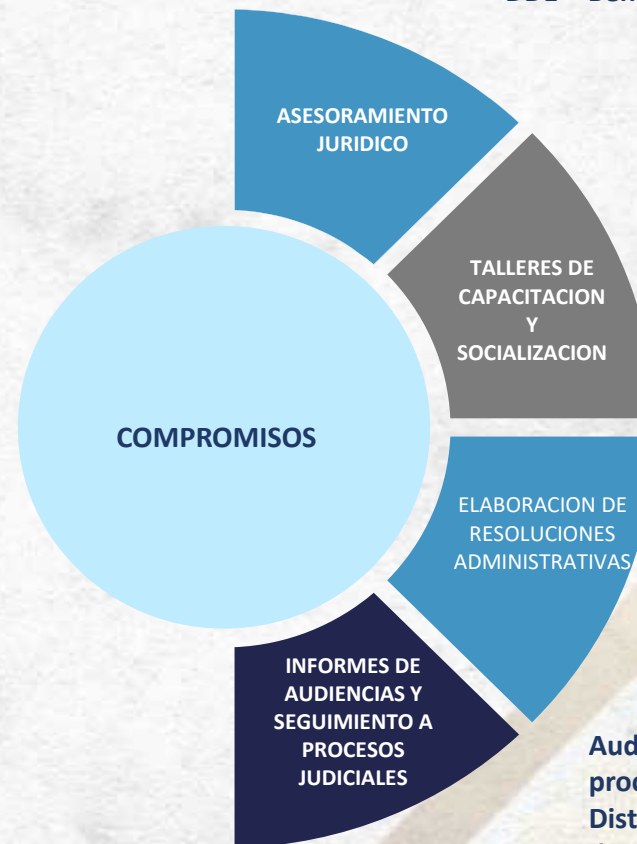 ASESORAMIENTO
JURIDICO
TALLERES DE
CAPACITACION
Y
SOCIALIZACION
COMPROMISOS
ELABORACION DE
RESOLUCIONES
ADMINISTRATIVAS
INFORMES DE
AUDIENCIAS Y
SEGUIMIENTO A
PROCESOS
JUDICIALES
Aud
proc
Dist